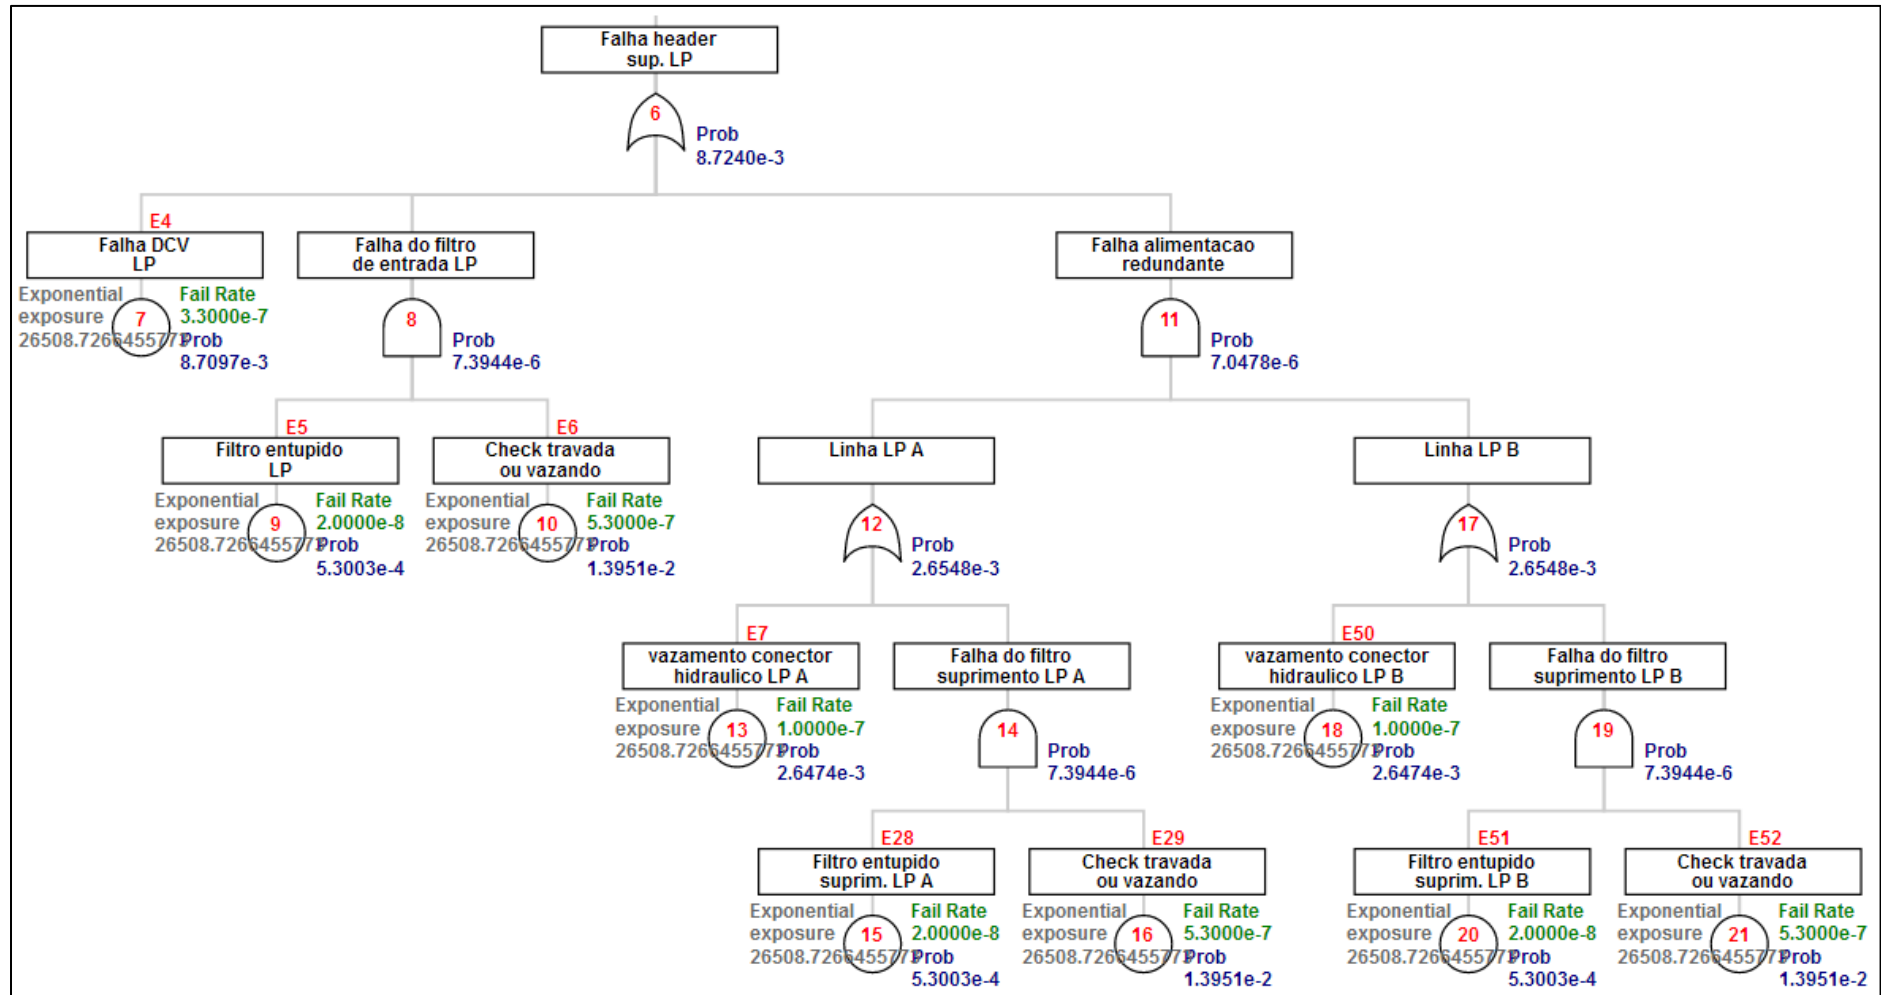 Falha header
sup. LP
6
Prob
8.7240e-3
E4
Falha DCV
LP
Falha do filtro
de entrada LP
Falha alimentacao
redundante
Exponential
exposure
26508.7266455773
7
Fail Rate
3.3000e-7
Prob
8.7097e-3
8
Prob
7.3944e-6
11
Prob
7.0478e-6
E5
Filtro entupido
LP
E6
Check travada
ou vazando
Linha LP A
Linha LP B
Exponential
exposure
26508.7266455773
9
Fail Rate
2.0000e-8
Prob
5.3003e-4
Exponential
exposure
26508.7266455773
10
Fail Rate
5.3000e-7
Prob
1.3951e-2
12
Prob
2.6548e-3
17
Prob
2.6548e-3
E7
vazamento conector
hidraulico LP A
Falha do filtro
suprimento LP A
E50
vazamento conector
hidraulico LP B
Falha do filtro
suprimento LP B
Exponential
exposure
26508.7266455773
13
Fail Rate
1.0000e-7
Prob
2.6474e-3
14
Prob
7.3944e-6
Exponential
exposure
26508.7266455773
18
Fail Rate
1.0000e-7
Prob
2.6474e-3
19
Prob
7.3944e-6
E28
Filtro entupido
suprim. LP A
E29
Check travada
ou vazando
E51
Filtro entupido
suprim. LP B
E52
Check travada
ou vazando
Exponential
exposure
26508.7266455773
15
Fail Rate
2.0000e-8
Prob
5.3003e-4
Exponential
exposure
26508.7266455773
16
Fail Rate
5.3000e-7
Prob
1.3951e-2
Exponential
exposure
26508.7266455773
20
Fail Rate
2.0000e-8
Prob
5.3003e-4
Exponential
exposure
26508.7266455773
21
Fail Rate
5.3000e-7
Prob
1.3951e-2